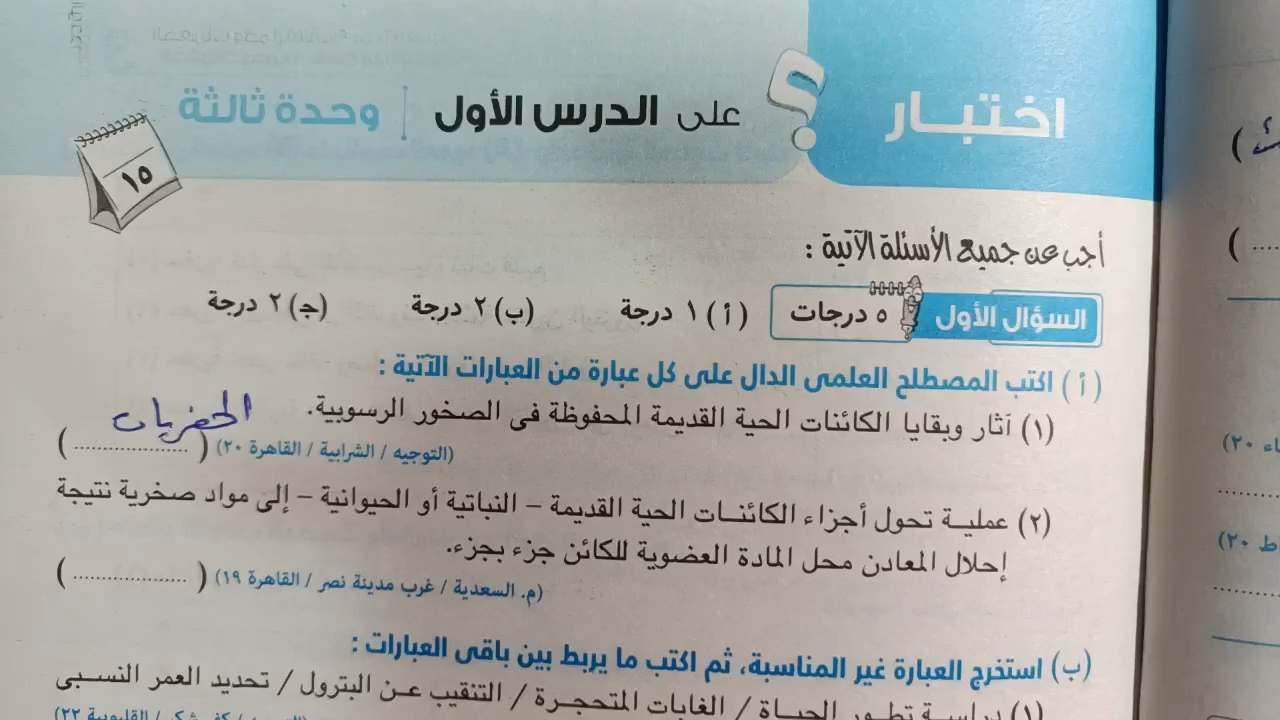 اختبار ? على الدرس الأول | وحدة ثالثة
١٥
أجب عن جميع الأسئلة الآتية :
السؤال الأول ٥ درجات (أ) ١ درجة (ب) ٢ درجة (جـ) ٢ درجة
(أ) اكتب المصطلح العلمى الدال على كل عبارة من العبارات الآتية :
(١) آثار وبقايا الكائنات الحية القديمة المحفوظة فى الصخور الرسوبية.
الحفريات
(التوجيه / الشرابية / القاهرة ٢٠) (....................)
(٢) عملية تحول أجزاء الكائنات الحية القديمة – النباتية أو الحيوانية – إلى مواد صخرية نتيجة
إحلال المعادن محل المادة العضوية للكائن جزء بجزء.
(م. السعدية / غرب مدينة نصر / القاهرة ١٩) (....................)
(ب) استخرج العبارة غير المناسبة، ثم اكتب ما يربط بين باقى العبارات :
(١) دراسة تطور الحياة / الغابات المتحجرة / التنقيب عن البترول / تحديد العمر النسبى